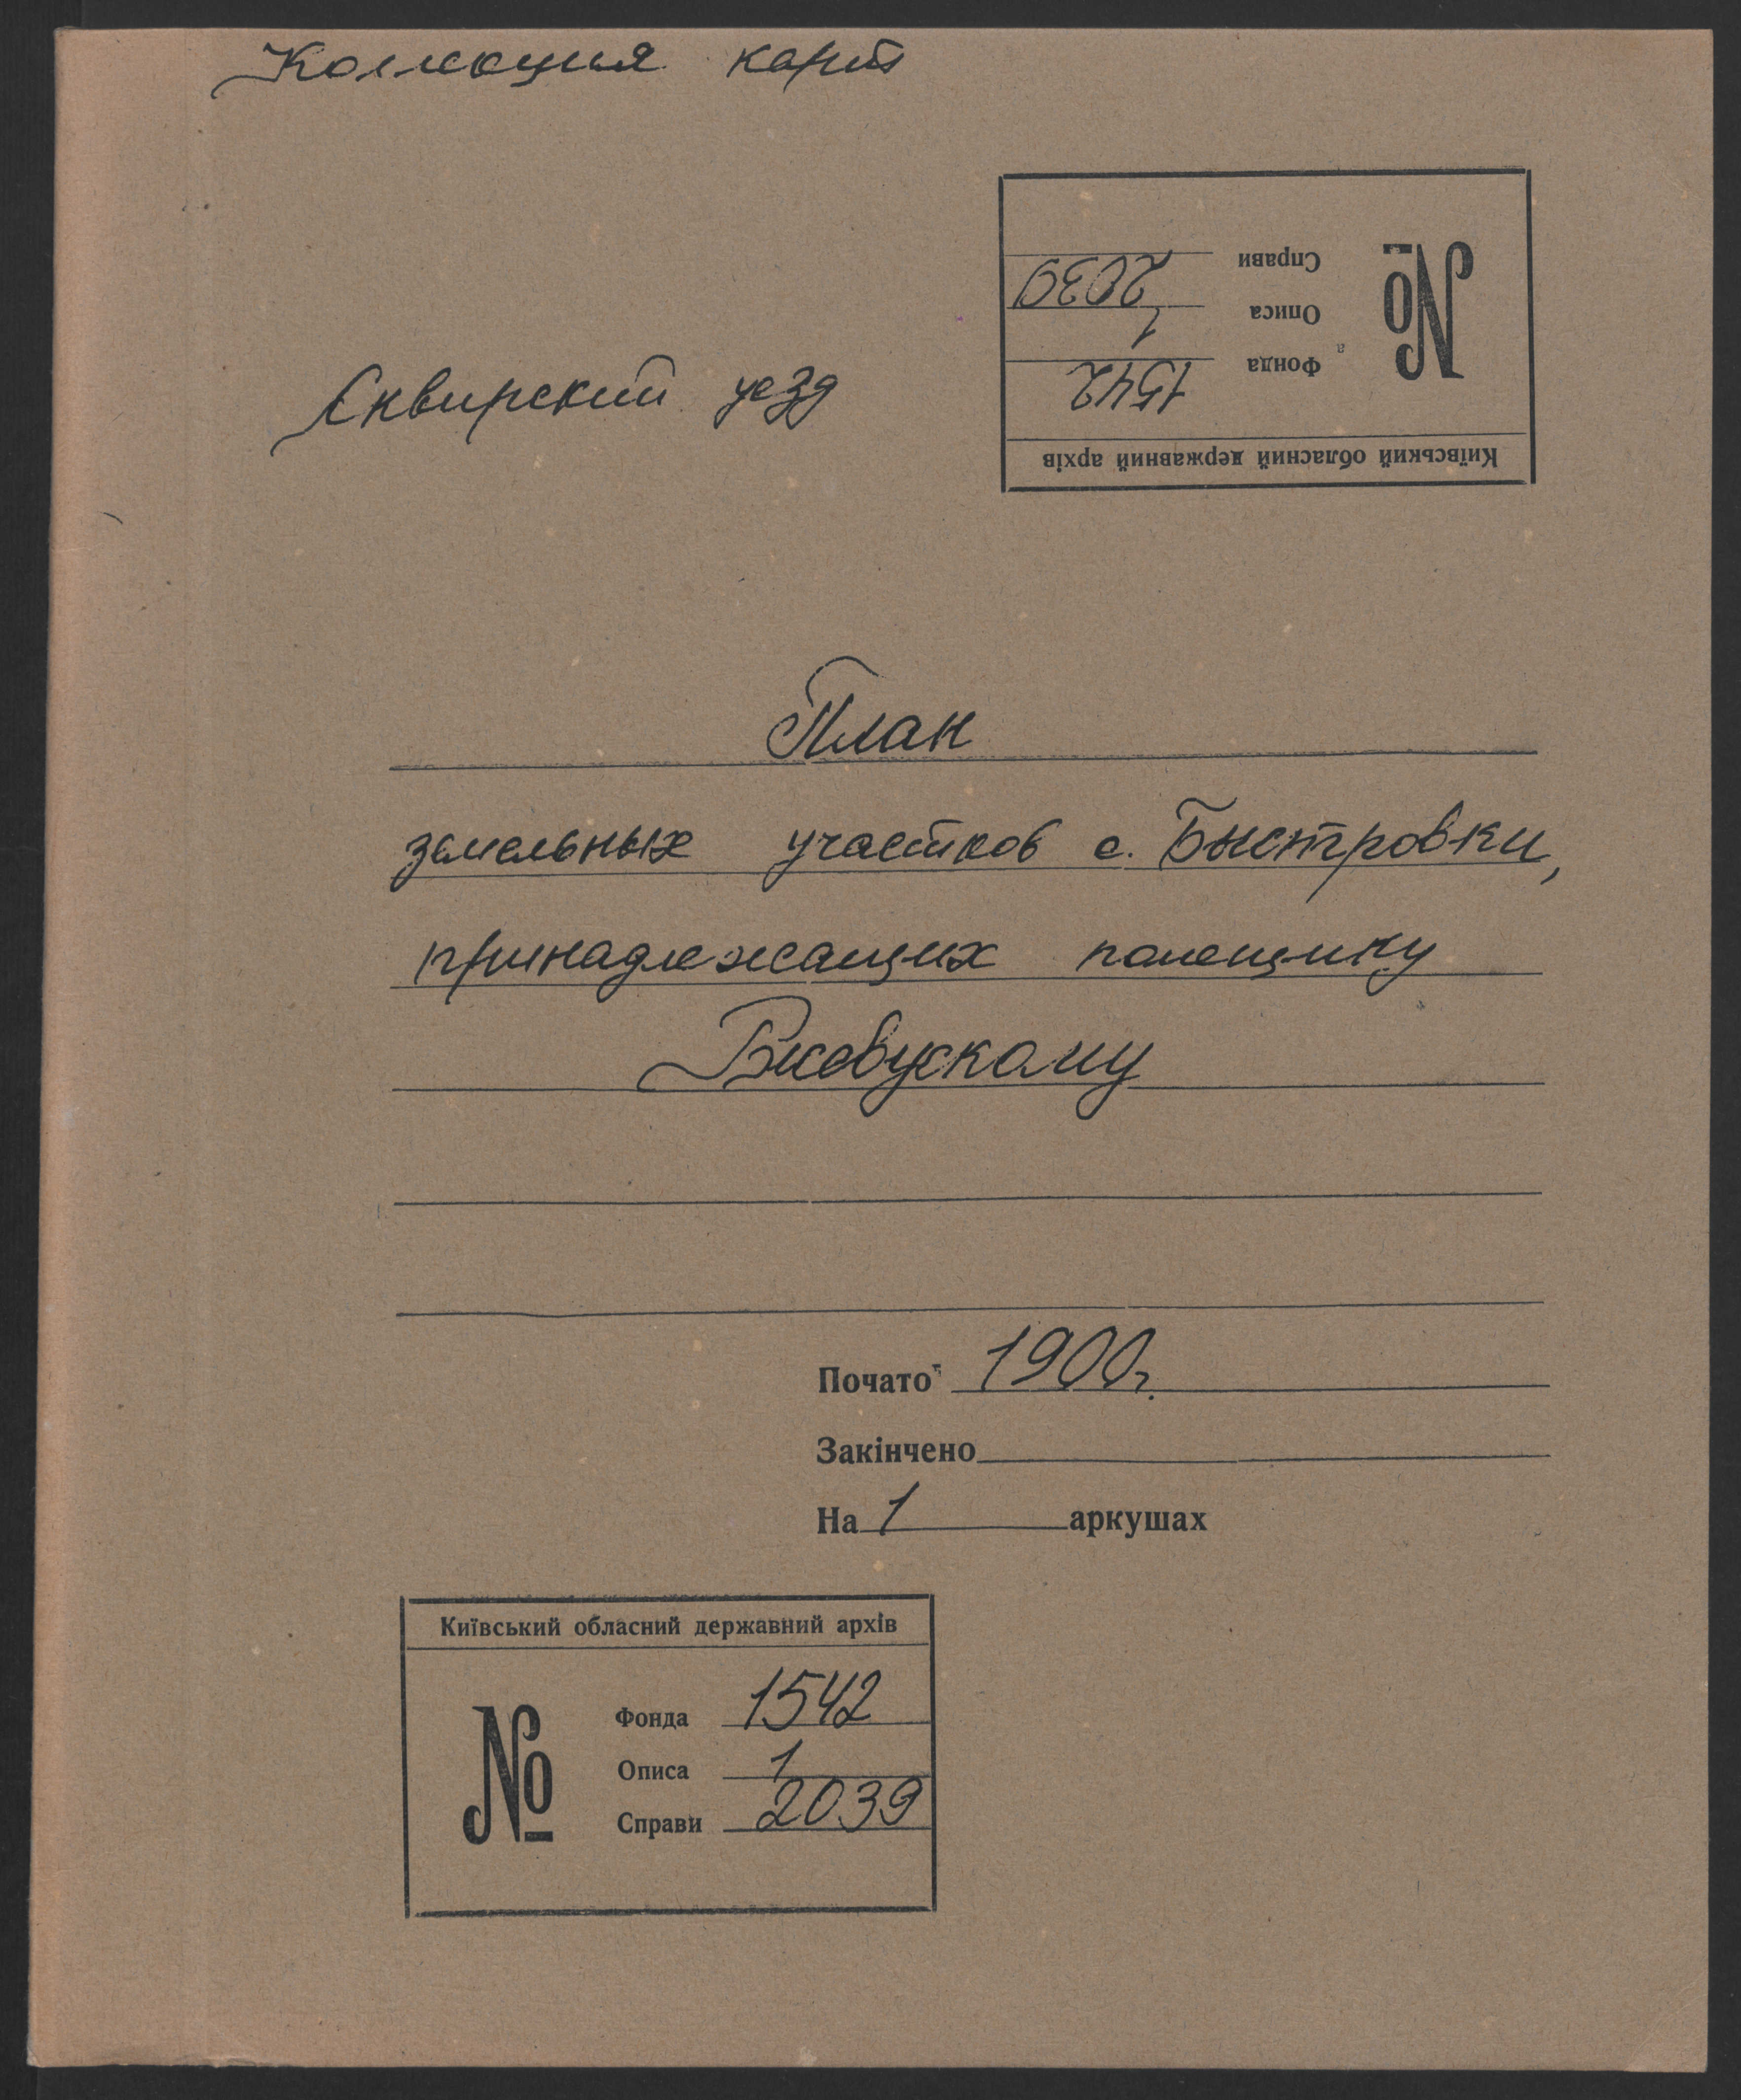 Коллекция карт
Київський обласний державний архів
№
Фонда 1542
Описа 1
Справи 2039
Сквирский уезд
План
земельных участков с. Быстровки,
принадлежащих помещику
Ржевускому
Почато 1900г.
Закінчено
На 1 аркушах
Київський обласний державний архів
№
Фонда 1542
Описа 1
Справи 2039